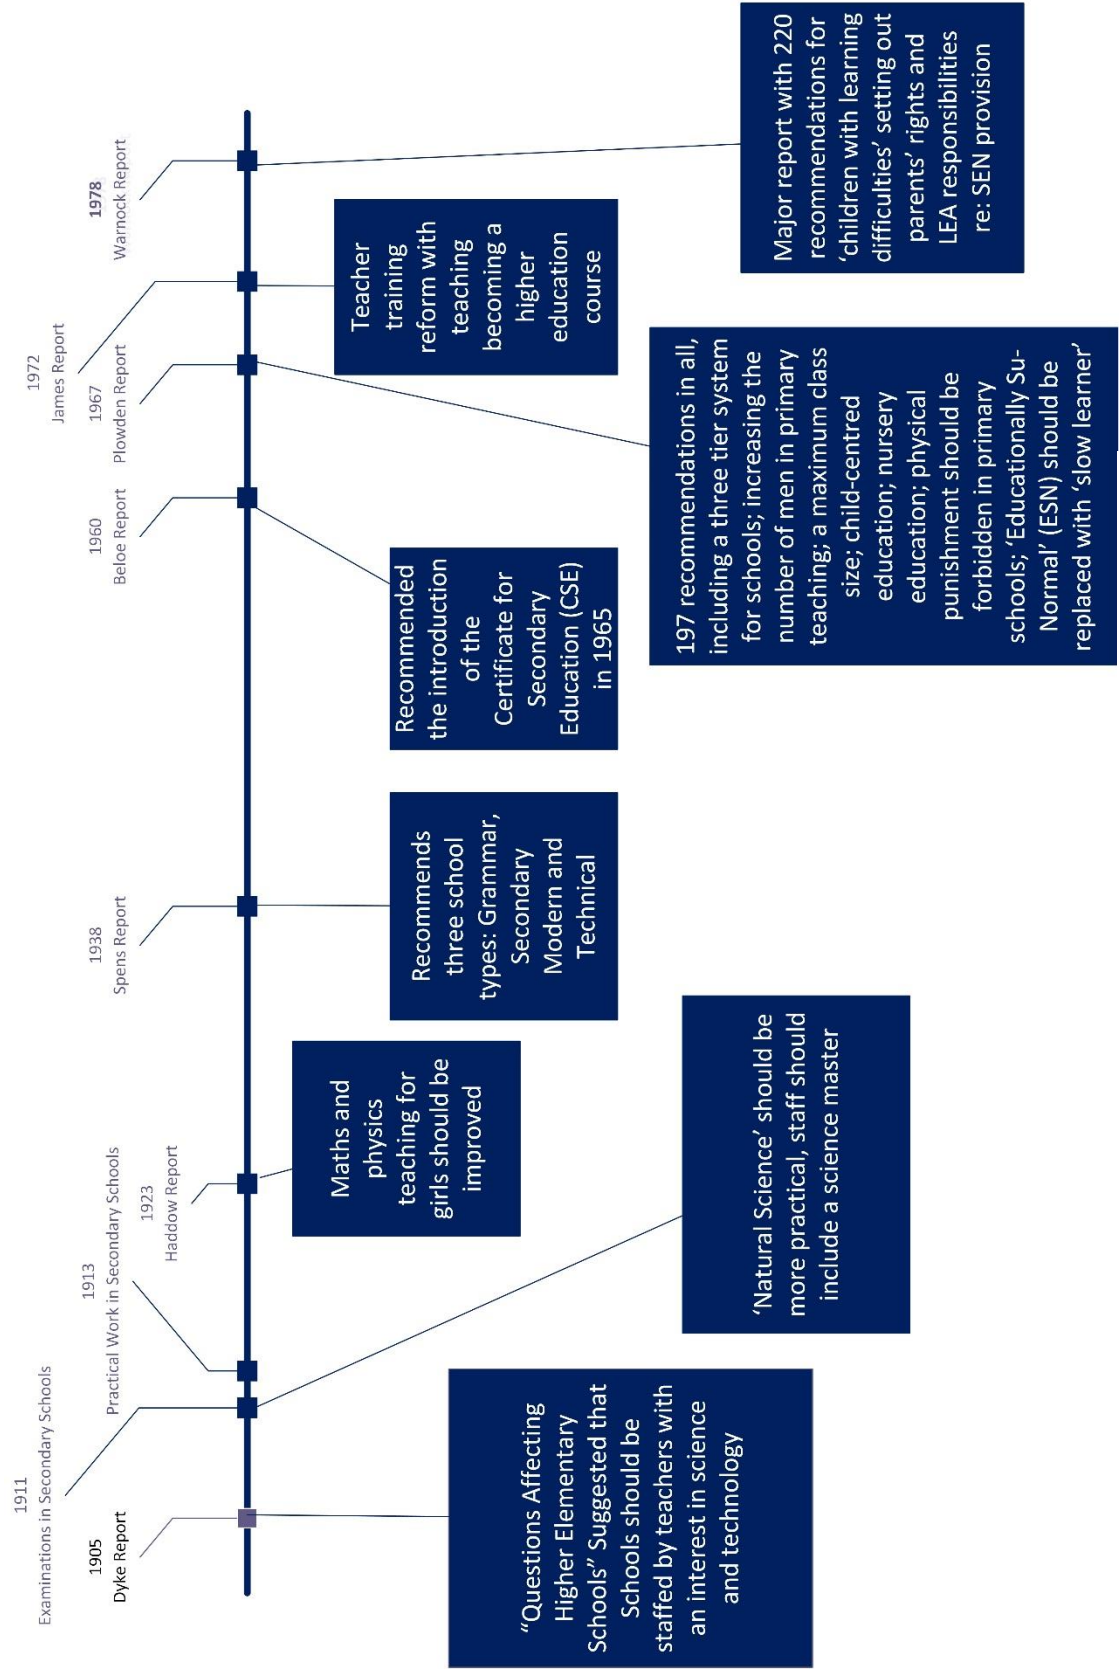 1905
Dyke Report
1911
Examinations in Secondary Schools
1913
Practical Work in Secondary Schools
1923
Haddow Report
1938
Spens Report
1960
Beloe Report
1967
Plowden Report
1972
James Report
1978
Warnock Report
“Questions Affecting
Higher Elementary
Schools” Suggested that
Schools should be
staffed by teachers with
an interest in science
and technology
‘Natural Science’ should be
more practical, staff should
include a science master
Maths and
physics
teaching for
girls should be
improved
Recommends
three school
types: Grammar,
Secondary
Modern and
Technical
Recommended
the introduction
of the
Certificate for
Secondary
Education (CSE)
in 1965
197 recommendations in all,
including a three tier system
for schools; increasing the
number of men in primary
teaching; a maximum class
size; child-centred
education; nursery
education; physical
punishment should be
forbidden in primary
schools; ‘Educationally Su-
Normal’ (ESN) should be
replaced with ‘slow learner’
Teacher
training
reform with
teaching
becoming a
higher
education
course
Major report with 220
recommendations for
‘children with learning
difficulties’ setting out
parents’ rights and
LEA responsibilities
re: SEN provision